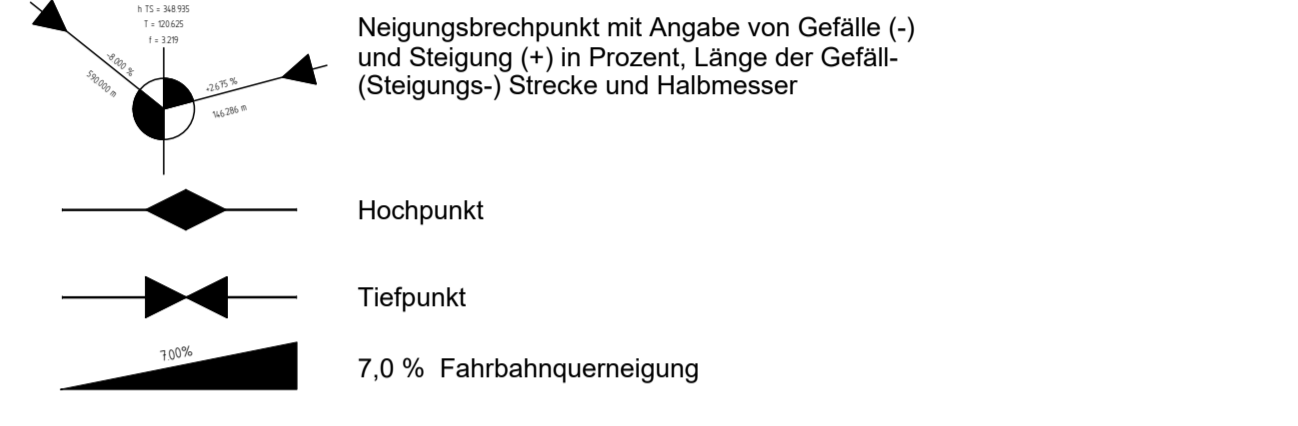 h TS = 348.935
T = 120.625
f = 3.219
Neigungsbrechpunkt mit Angabe von Gefälle (-)
und Steigung (+) in Prozent, Länge der Gefäll-
(Steigungs-) Strecke und Halbmesser
-8.000 %
590.000 m
+2.675 %
146.286 m
Hochpunkt
Tiefpunkt
7.00%
7,0 %  Fahrbahnquerneigung